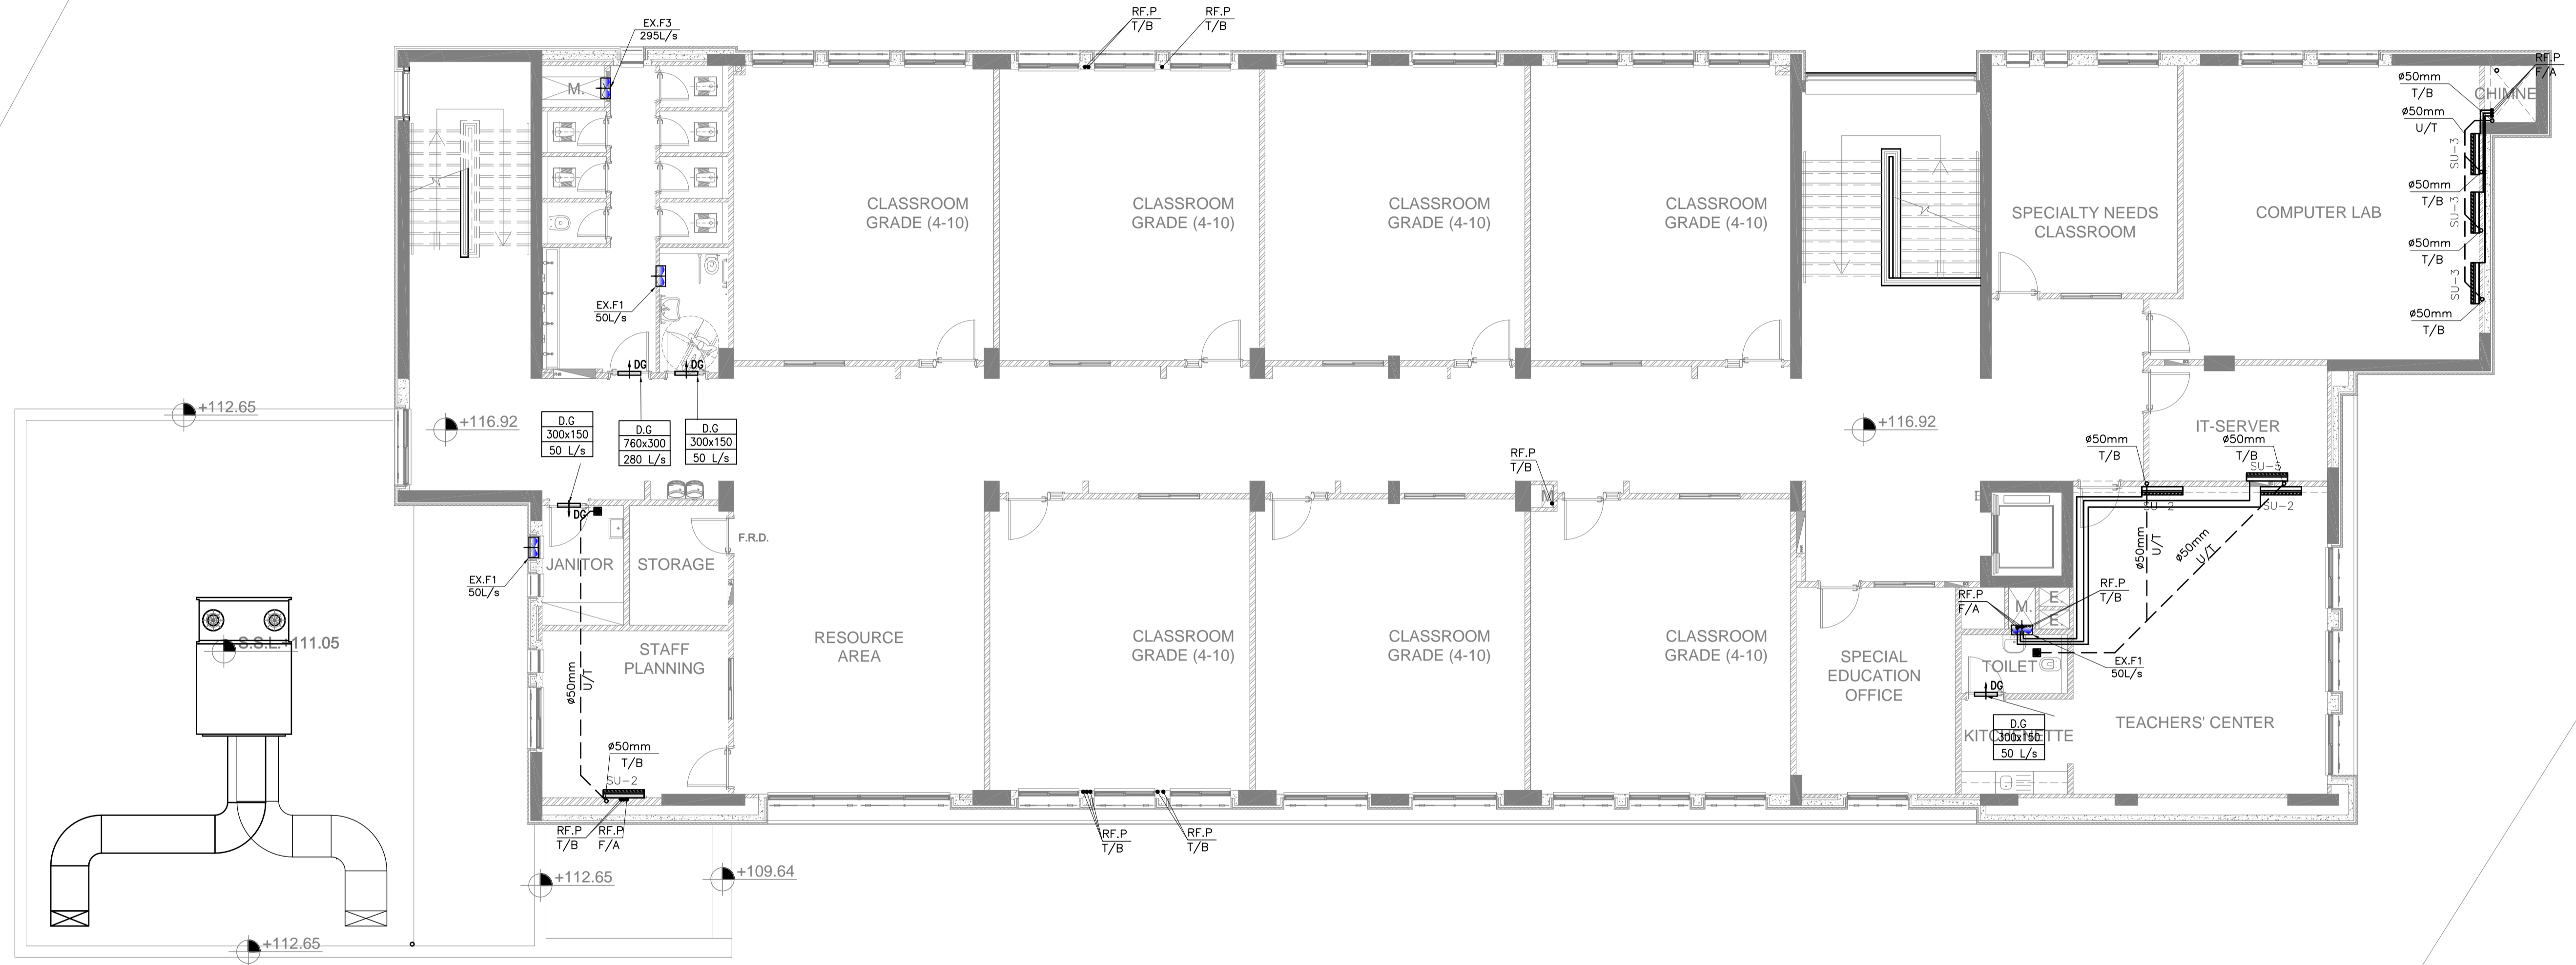 EX.F3
295L/s
RF.P
T/B
RF.P
T/B
RF.P
F/A
M.
CHIMNE
ø50mm
T/B
ø50mm
U/T
SU-3
ø50mm
T/B
SU-3
ø50mm
T/B
SU-3
ø50mm
T/B
CLASSROOM
GRADE (4-10)
CLASSROOM
GRADE (4-10)
CLASSROOM
GRADE (4-10)
CLASSROOM
GRADE (4-10)
SPECIALTY NEEDS
CLASSROOM
COMPUTER LAB
EX.F1
50L/s
DG
DG
+112.65
+116.92
D.G
300x150
50 L/s
D.G
760x300
280 L/s
D.G
300x150
50 L/s
+116.92
IT-SERVER
ø50mm
T/B
ø50mm
T/B
SU-5
RF.P
T/B
M
SU-2
SU-2
DG
F.R.D.
JANITOR
STORAGE
EX.F1
50L/s
ø50mm
U/T
ø50mm
U/T
RF.P
F/A
M.
E.
E.
RF.P
T/B
S.S.L.+111.05
STAFF
PLANNING
RESOURCE
AREA
CLASSROOM
GRADE (4-10)
CLASSROOM
GRADE (4-10)
CLASSROOM
GRADE (4-10)
SPECIAL
EDUCATION
OFFICE
TOILET
EX.F1
50L/s
DG
ø50mm
U/T
D.G
300x150
50 L/s
KITCHENETTE
TEACHERS' CENTER
ø50mm
T/B
SU-2
RF.P
T/B
RF.P
F/A
RF.P
T/B
RF.P
T/B
+112.65
+109.64
+112.65